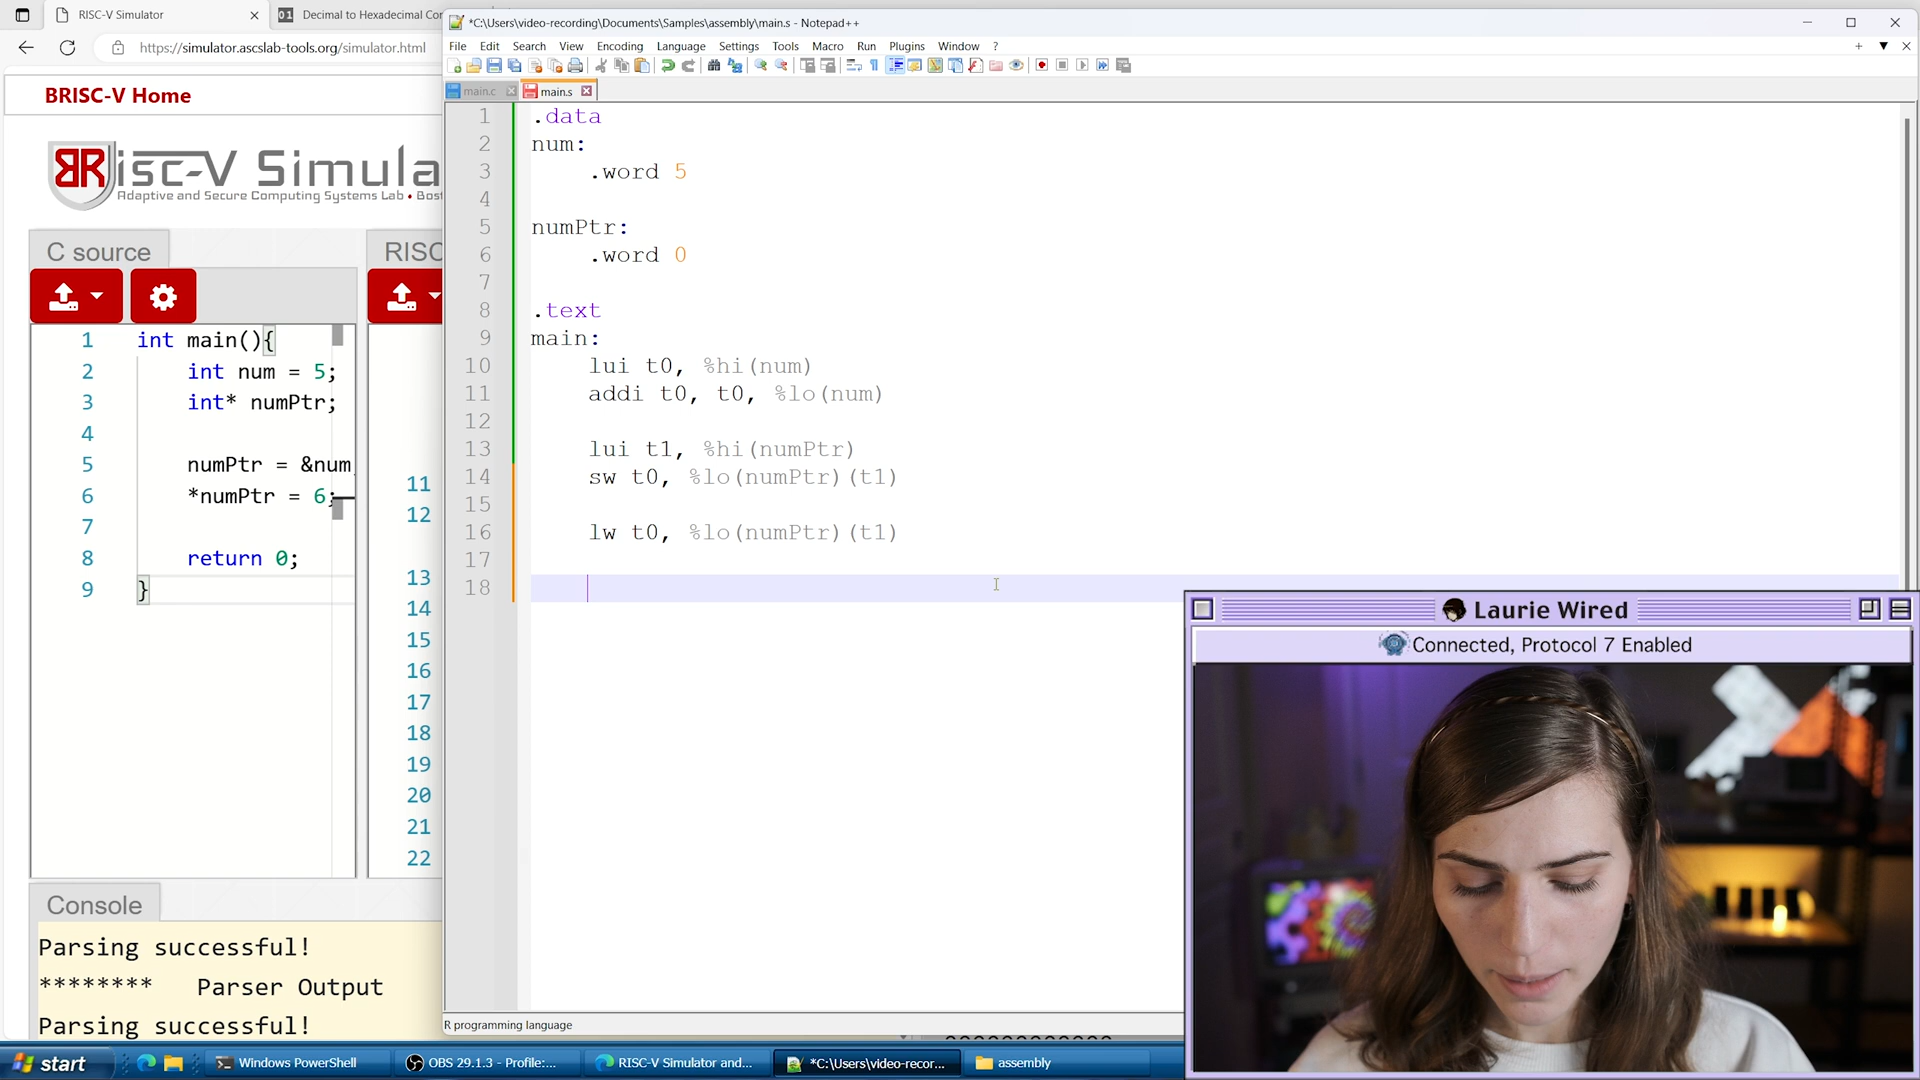 RISC-V Simulator
Decimal to Hexadecimal Con
https://simulator.ascslab-tools.org/simulator.html
BRISC-V Home
BRisc-V Simula
Adaptive and Secure Computing Systems Lab • Bost
C source
RISC
1 int main(){
2 int num = 5;
3 int* numPtr;
4
5 numPtr = &num
6 *numPtr = 6;
7
8 return 0;
9 }
11
12
13
14
15
16
17
18
19
20
21
22
Console
Parsing successful!
******** Parser Output
Parsing successful!
*C:\Users\video-recording\Documents\Samples\assembly\main.s - Notepad++
File Edit Search View Encoding Language Settings Tools Macro Run Plugins Window ?
main.c main.s
1 .data
2 num:
3 .word 5
4
5 numPtr:
6 .word 0
7
8 .text
9 main:
10 lui t0, %hi(num)
11 addi t0, t0, %lo(num)
12
13 lui t1, %hi(numPtr)
14 sw t0, %lo(numPtr)(t1)
15
16 lw t0, %lo(numPtr)(t1)
17
18
R programming language
Laurie Wired
Connected, Protocol 7 Enabled
start
Windows PowerShell
OBS 29.1.3 - Profile:...
RISC-V Simulator and...
*C:\Users\video-recor...
assembly